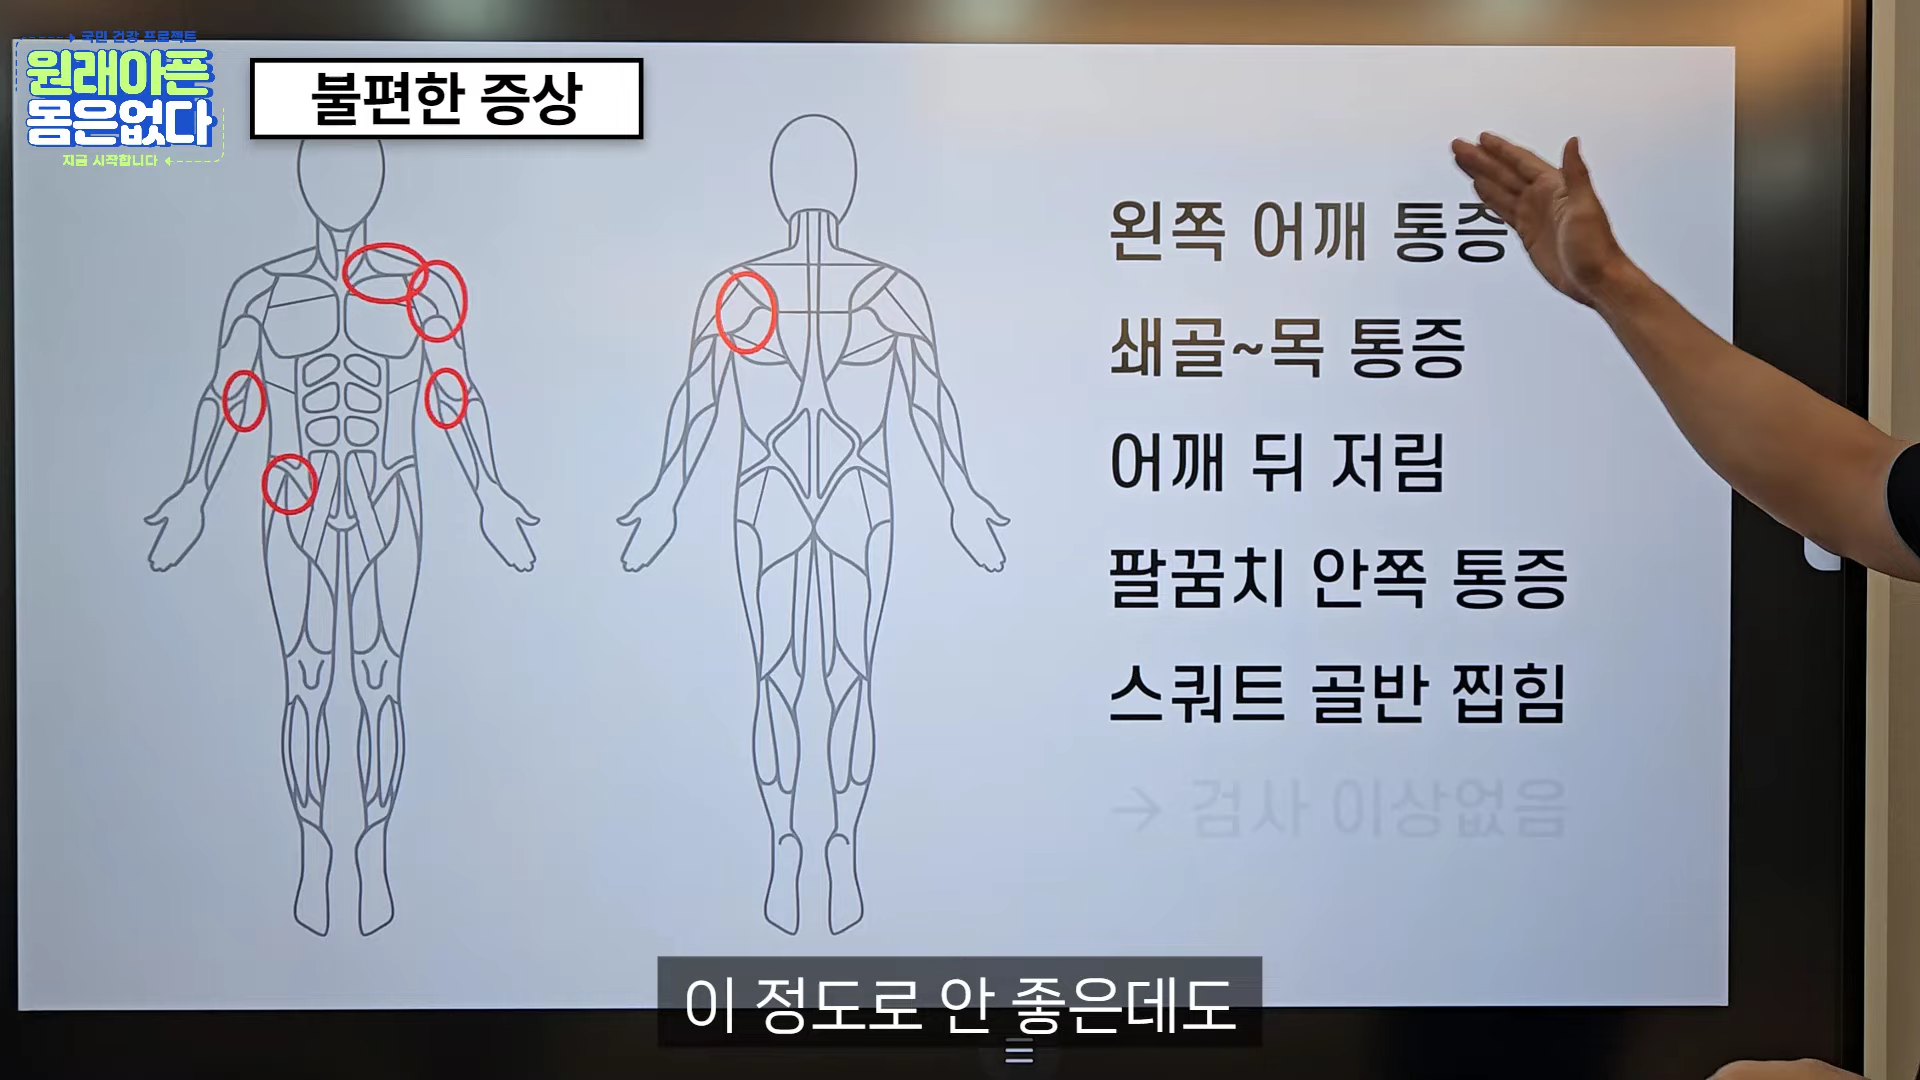 국민 건강 프로젝트
원래아픈
몸은없다
지금 시작합니다
불편한 증상
왼쪽 어깨 통증
쇄골~목 통증
어깨 뒤 저림
팔꿈치 안쪽 통증
스쿼트 골반 찝힘
→ 검사 이상없음
이 정도로 안 좋은데도